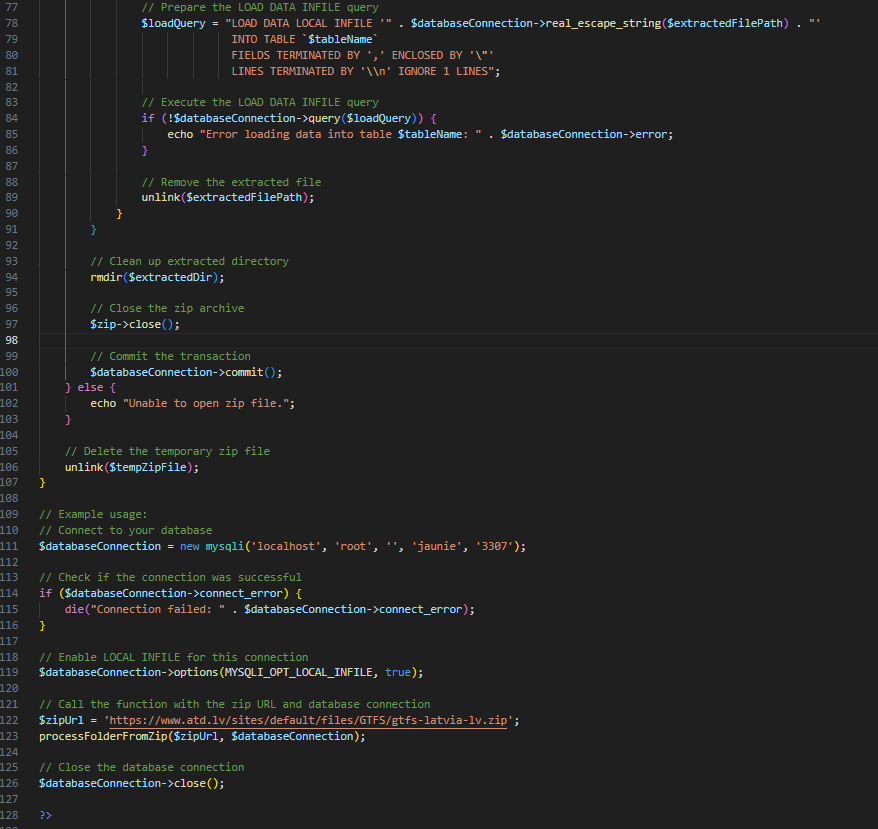 77 // Prepare the LOAD DATA INFILE query
78 $loadQuery = "LOAD DATA LOCAL INFILE '" . $databaseConnection->real_escape_string($extractedFilePath) . "'
79 INTO TABLE `$tableName`
80 FIELDS TERMINATED BY ',' ENCLOSED BY '\"'
81 LINES TERMINATED BY '\\n' IGNORE 1 LINES";
82
83 // Execute the LOAD DATA INFILE query
84 if (!$databaseConnection->query($loadQuery)) {
85 echo "Error loading data into table $tableName: " . $databaseConnection->error;
86 }
87
88 // Remove the extracted file
89 unlink($extractedFilePath);
90 }
91 }
92
93 // Clean up extracted directory
94 rmdir($extractedDir);
95
96 // Close the zip archive
97 $zip->close();
98
99 // Commit the transaction
100 $databaseConnection->commit();
101 } else {
102 echo "Unable to open zip file.";
103 }
104
105 // Delete the temporary zip file
106 unlink($tempZipFile);
107 }
108
109 // Example usage:
110 // Connect to your database
111 $databaseConnection = new mysqli('localhost', 'root', '', 'jaunie', '3307');
112
113 // Check if the connection was successful
114 if ($databaseConnection->connect_error) {
115 die("Connection failed: " . $databaseConnection->connect_error);
116 }
117
118 // Enable LOCAL INFILE for this connection
119 $databaseConnection->options(MYSQLI_OPT_LOCAL_INFILE, true);
120
121 // Call the function with the zip URL and database connection
122 $zipUrl = 'https://www.atd.lv/sites/default/files/GTFS/gtfs-latvia-lv.zip';
123 processFolderFromZip($zipUrl, $databaseConnection);
124
125 // Close the database connection
126 $databaseConnection->close();
127
128 ?>